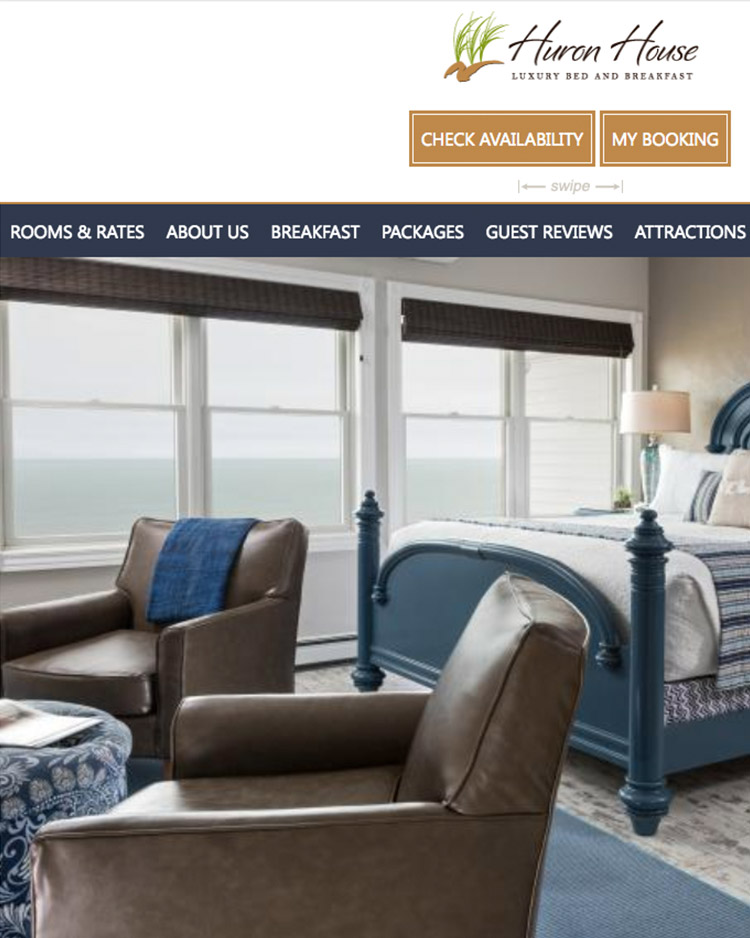 Huron House
LUXURY BED AND BREAKFAST
CHECK AVAILABILITY MY BOOKING
swipe
ROOMS & RATES ABOUT US BREAKFAST PACKAGES GUEST REVIEWS ATTRACTIONS